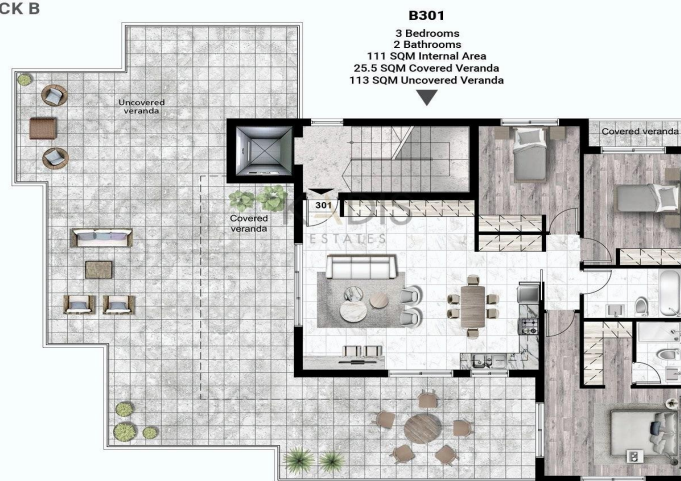 CK B
B301
3 Bedrooms
2 Bathrooms
111 SQM Internal Area
25.5 SQM Covered Veranda
113 SQM Uncovered Veranda
Uncovered
veranda
Covered veranda
301
Covered
veranda
ESTATES